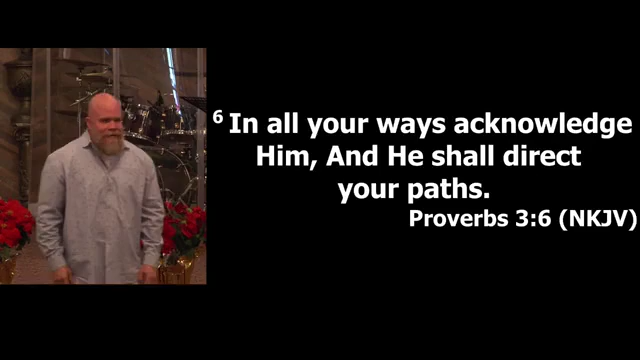 6 In all your ways acknowledge
Him, And He shall direct
your paths.
Proverbs 3:6 (NKJV)